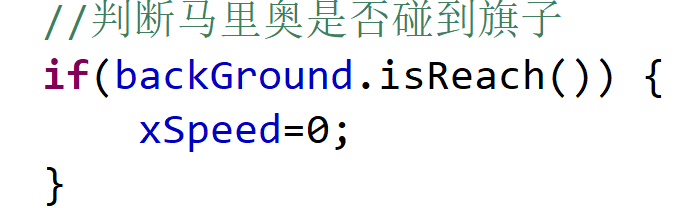 //判断马里奥是否碰到旗子
if(backGround.isReach()) {
    xSpeed=0;
}